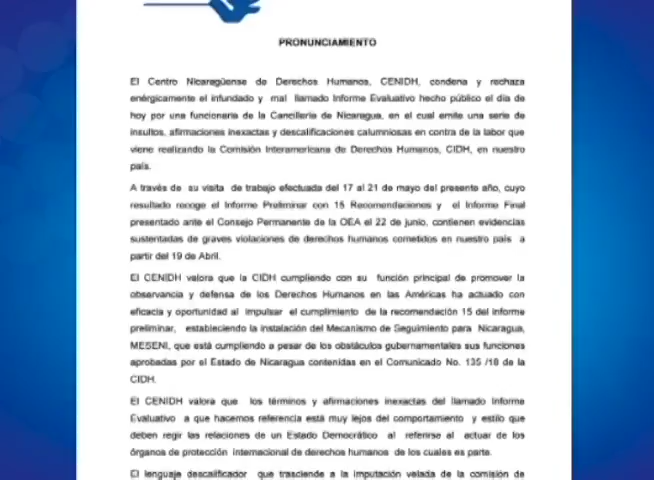 PRONUNCIAMIENTO
El Centro Nicaragüense de Derechos Humanos, CENIDH, condena y rechaza
enérgicamente el infundado y mal llamado Informe Evaluativo hecho público el día de
hoy por una funcionaria de la Cancillería de Nicaragua, en el cual emite una serie de
insultos, afirmaciones inexactas y descalificaciones calumniosas en contra de la labor que
viene realizando la Comisión Interamericana de Derechos Humanos, CIDH, en nuestro
país.
A través de su visita de trabajo efectuada del 17 al 21 de mayo del presente año, cuyo
resultado recoge el Informe Preliminar con 15 Recomendaciones y el Informe Final
presentado ante el Consejo Permanente de la OEA el 22 de junio, contienen evidencias
sustentadas de graves violaciones de derechos humanos cometidos en nuestro país a
partir del 19 de Abril.
El CENIDH valora que la CIDH cumpliendo con su función principal de promover la
observancia y defensa de los Derechos Humanos en las Américas ha actuado con
eficacia y oportunidad al impulsar el cumplimiento de la recomendación 15 del informe
preliminar, estableciendo la instalación del Mecanismo de Seguimiento para Nicaragua,
MESENI, que está cumpliendo a pesar de los obstáculos gubernamentales sus funciones
aprobadas por el Estado de Nicaragua contenidas en el Comunicado No. 135 /18 de la
CIDH.
El CENIDH valora que los términos y afirmaciones inexactas del llamado Informe
Evaluativo a que hacemos referencia está muy lejos del comportamiento y estilo que
deben regir las relaciones de un Estado Democrático al referirse al actuar de los
órganos de protección internacional de derechos humanos de los cuales es parte.
El lenguaje descalificador que trasciende a la imputación velada de la comisión de